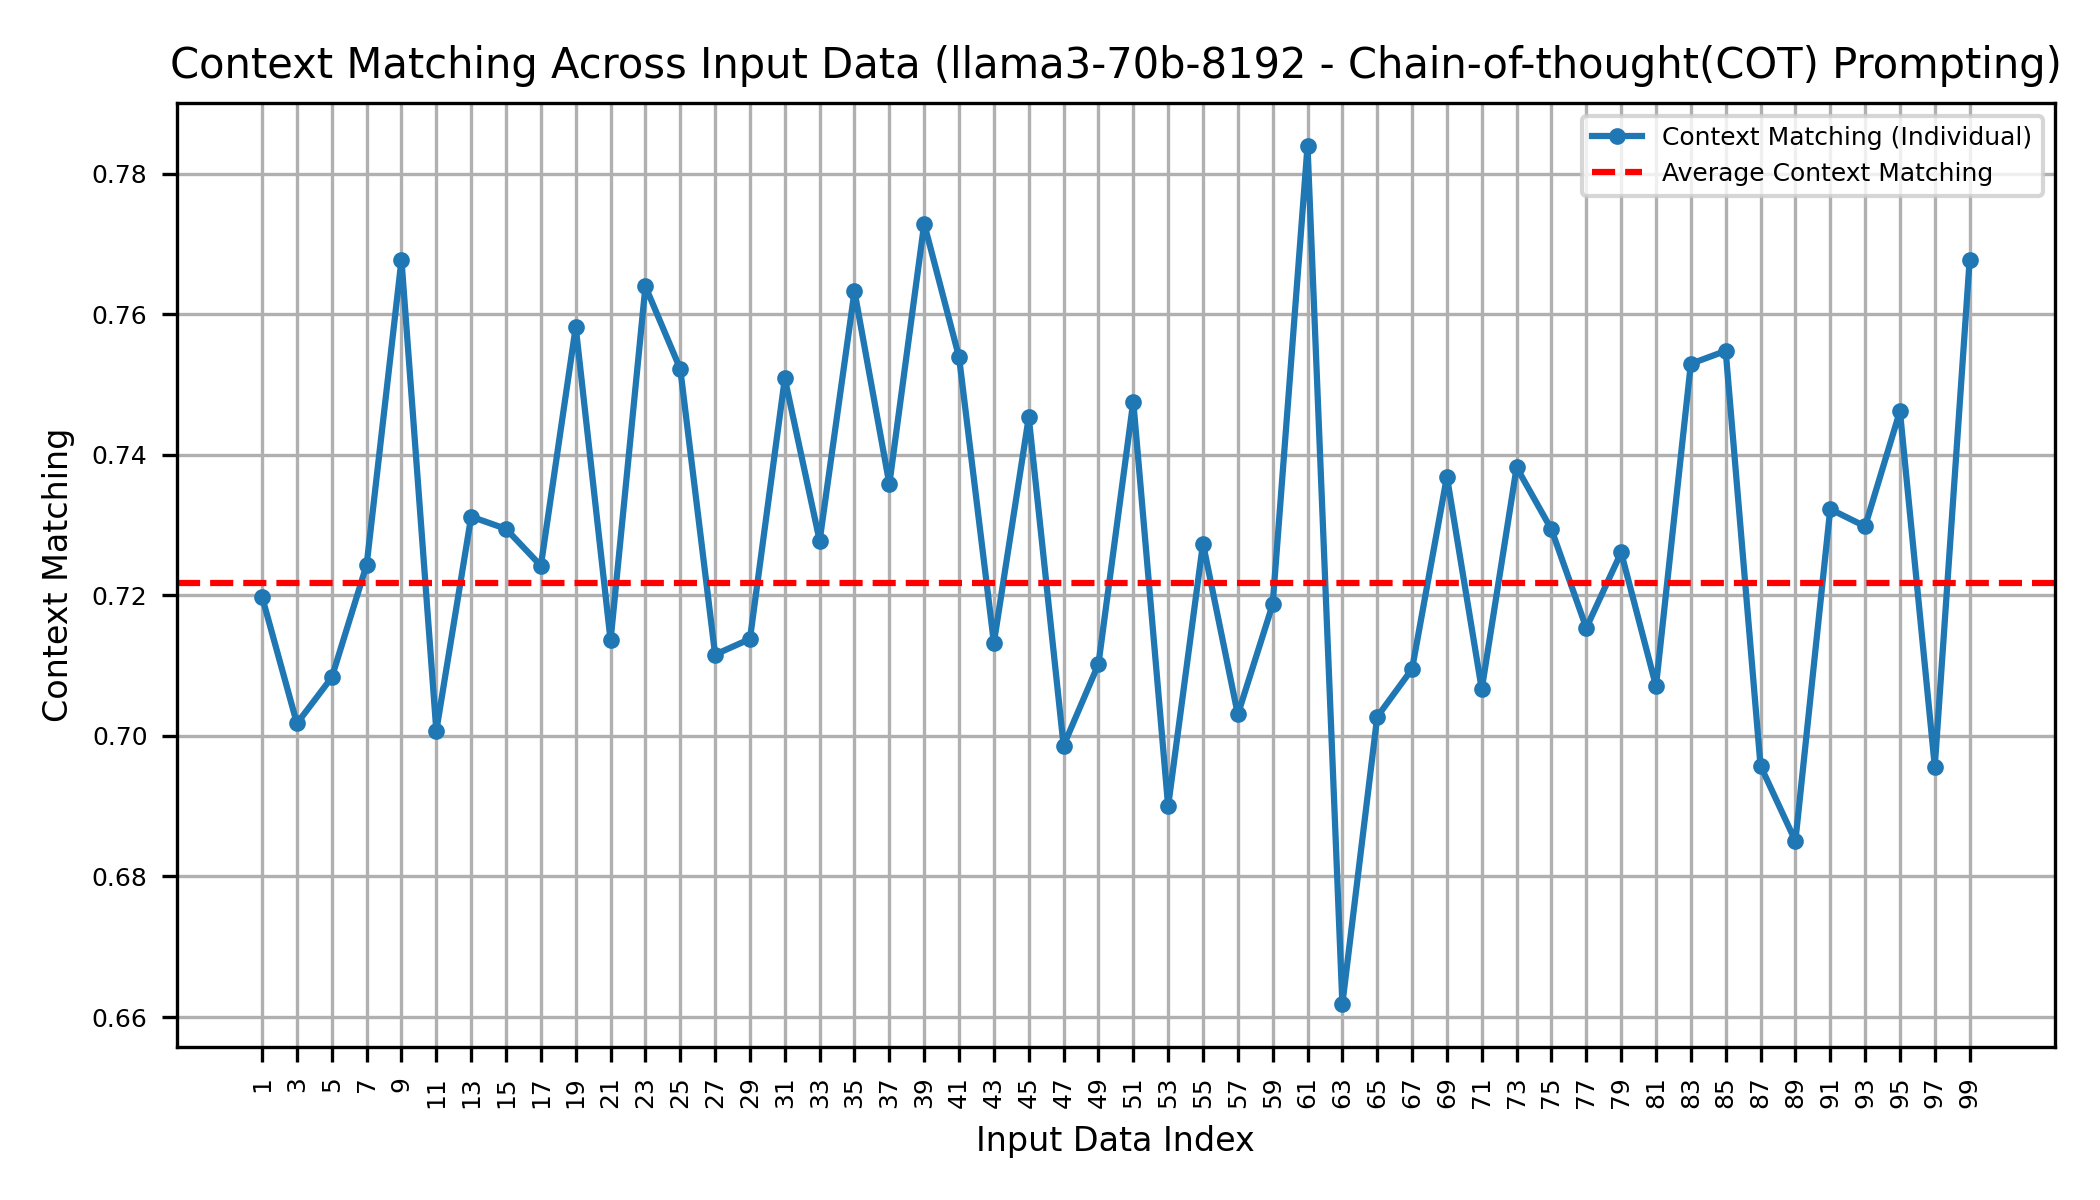 Context Matching Across Input Data (llama3-70b-8192 - Chain-of-thought(COT) Prompting)
Context Matching (Individual)
Average Context Matching
Context Matching
0.78
0.76
0.74
0.72
0.70
0.68
0.66
1 3 5 7 9 11 13 15 17 19 21 23 25 27 29 31 33 35 37 39 41 43 45 47 49 51 53 55 57 59 61 63 65 67 69 71 73 75 77 79 81 83 85 87 89 91 93 95 97 99
Input Data Index